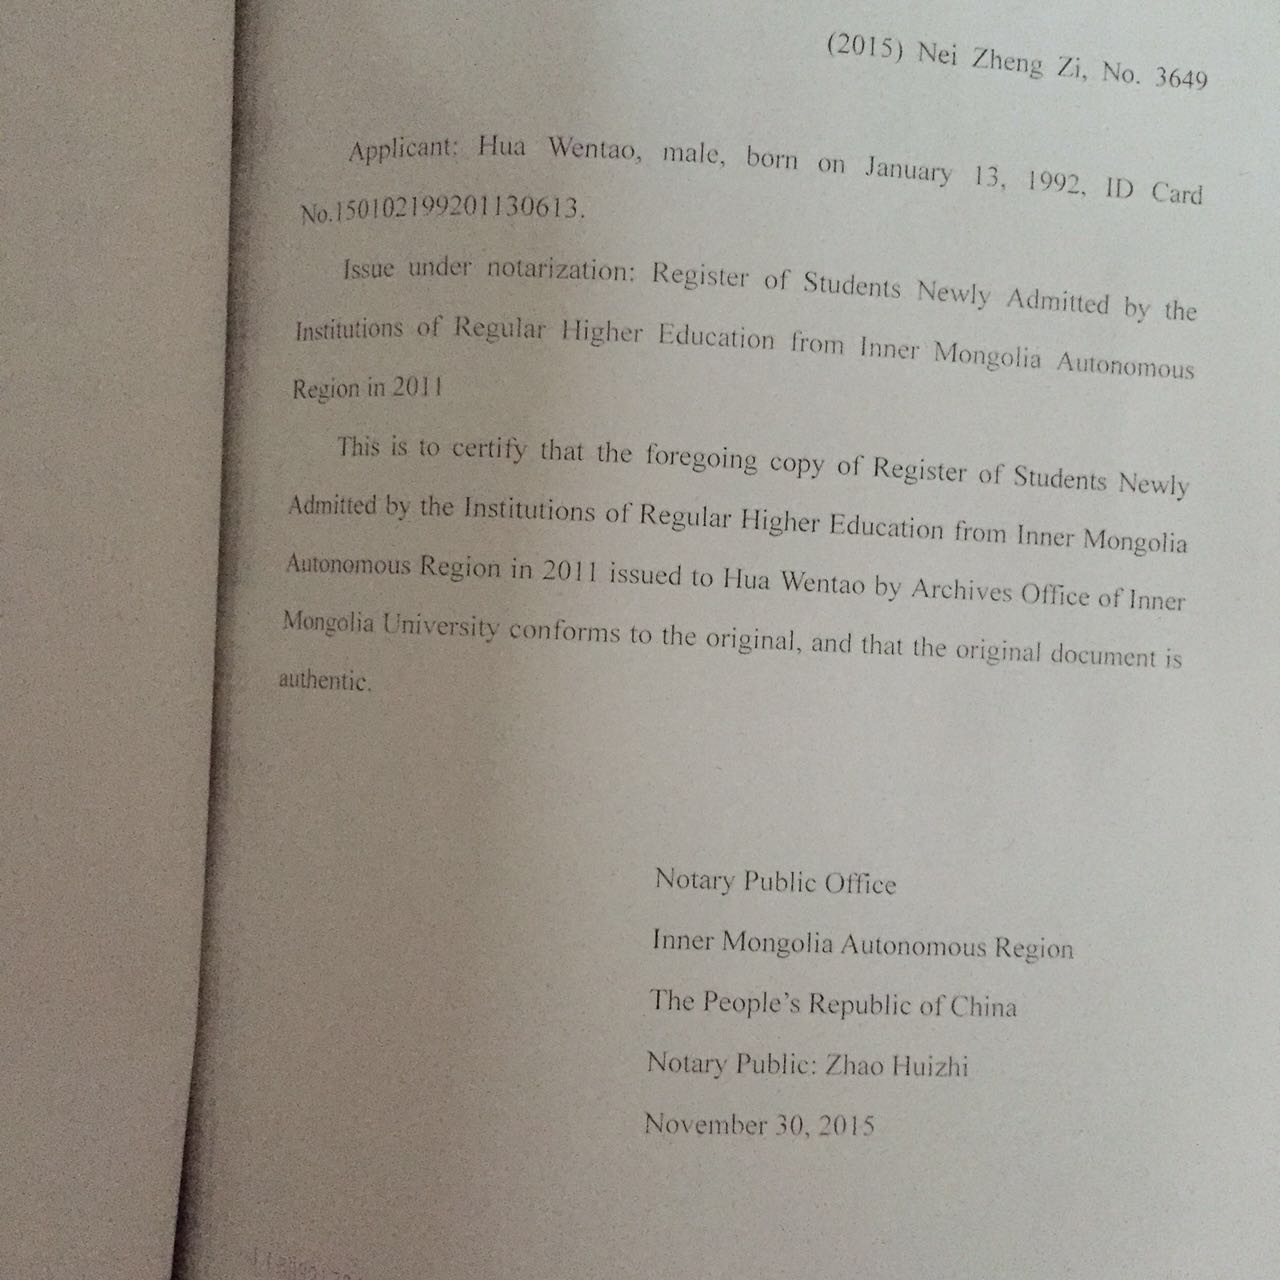 (2015) Nei Zheng Zi, No. 3649
Applicant: Hua Wentao, male, born on January 13, 1992, ID Card
No.150102199201130613.
Issue under notarization: Register of Students Newly Admitted by the
Institutions of Regular Higher Education from Inner Mongolia Autonomous
Region in 2011
This is to certify that the foregoing copy of Register of Students Newly
Admitted by the Institutions of Regular Higher Education from Inner Mongolia
Autonomous Region in 2011 issued to Hua Wentao by Archives Office of Inner
Mongolia University conforms to the original, and that the original document is
authentic.
Notary Public Office
Inner Mongolia Autonomous Region
The People's Republic of China
Notary Public: Zhao Huizhi
November 30, 2015